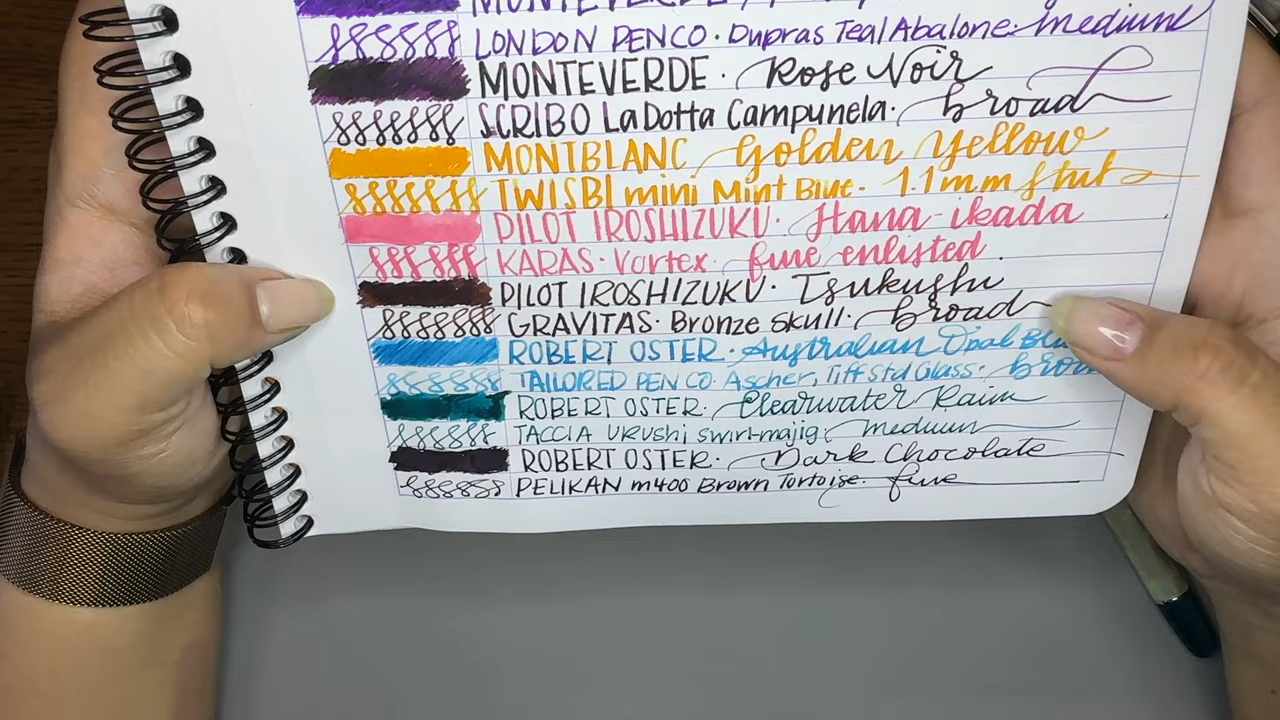 MONTEVERDE
LONDON PENCO · Dupras Teal/Abalone · medium
MONTEVERDE · Rose Noir
SCRIBO La Dotta Campunela · broad
MONTBLANC Golden Yellow
TWISBI mini Mint Blue · 1.1mm stub
PILOT IROSHIZUKU · Hana-ikada
KARAS · Vortex · fine enlisted
PILOT IROSHIZUKU · Tsukushi
GRAVITAS · Bronze Skull · broad
ROBERT OSTER · Australian Opal
TAILORED PEN CO · Ascher, Tiff Std Glass ·
ROBERT OSTER · Clearwater Rain
TACCIA Urushi swirl-majig medium
ROBERT OSTER · Dark Chocolate
PELIKAN m400 Brown Tortoise · fine